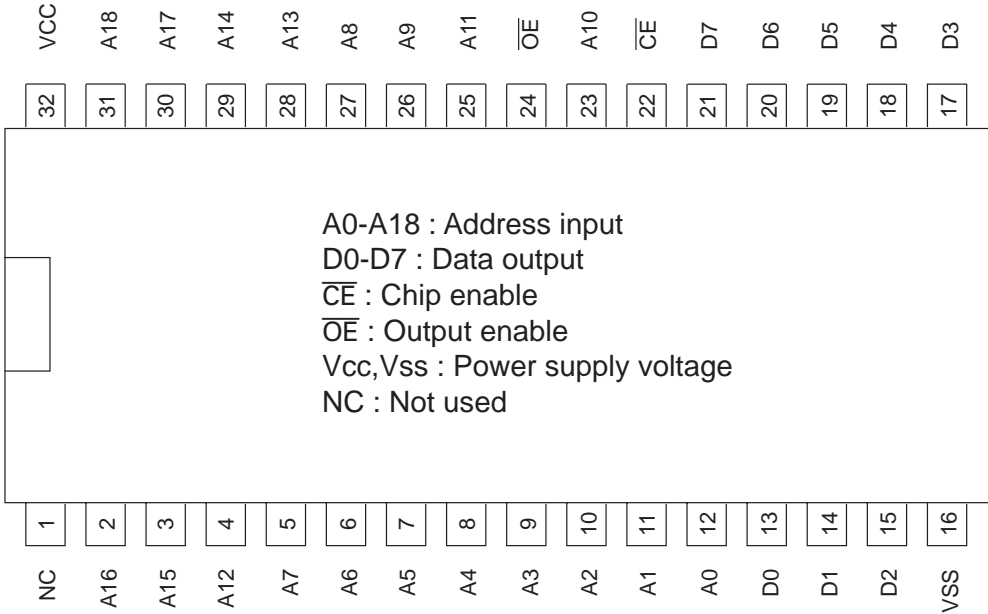 VCC A18 A17 A14 A13 A8 A9 A11 O̅E̅ A10 C̅E̅ D7 D6 D5 D4 D3
32 31 30 29 28 27 26 25 24 23 22 21 20 19 18 17
A0-A18 : Address input
D0-D7 : Data output
C̅E̅ : Chip enable
O̅E̅ : Output enable
Vcc,Vss : Power supply voltage
NC : Not used
1 2 3 4 5 6 7 8 9 10 11 12 13 14 15 16
NC A16 A15 A12 A7 A6 A5 A4 A3 A2 A1 A0 D0 D1 D2 VSS